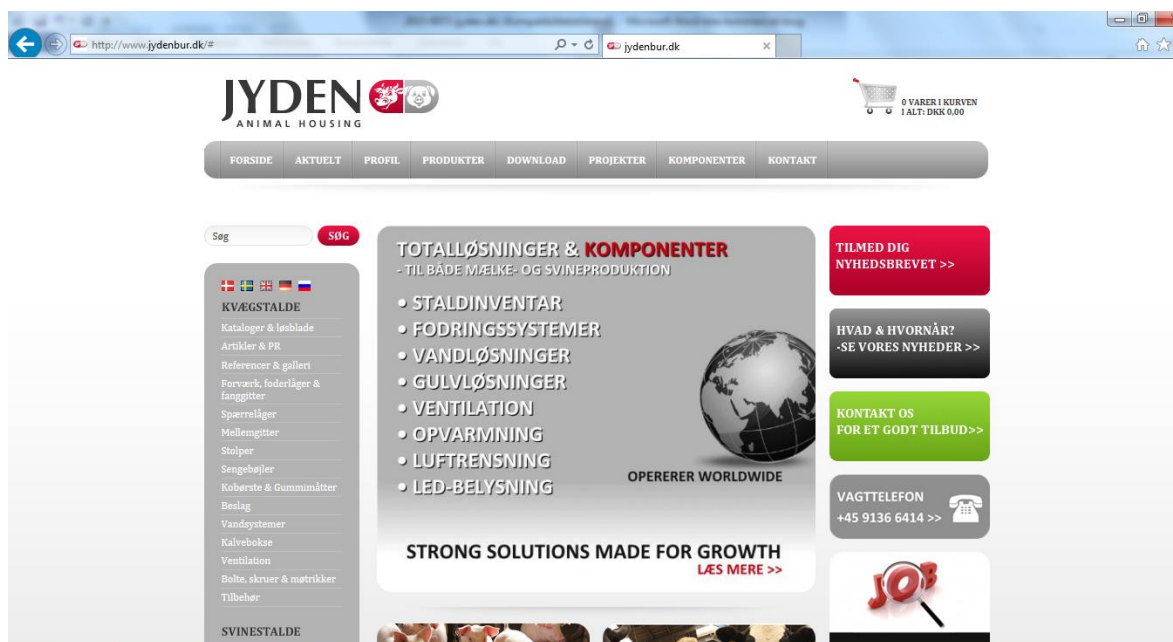 http://www.jydenbur.dk/#
jydenbur.dk
JYDEN
ANIMAL HOUSING
0 VARER I KURVEN
I ALT: DKK 0,00
FORSIDE AKTUELT PROFIL PRODUKTER DOWNLOAD PROJEKTER KOMPONENTER KONTAKT
Søg SØG
KVÆGSTALDE
Kataloger & løsblade
Artikler & PR
Referencer & galleri
Forværk, foderlåger &
fanggitter
Spærrelåger
Mellemgitter
Stolper
Sengebøjler
Kobørste & Gummimåtter
Beslag
Vandsystemer
Kalvebokse
Ventilation
Bolte, skruer & møtrikker
Tilbehør
SVINESTALDE
TOTALLØSNINGER & KOMPONENTER
- TIL BÅDE MÆLKE- OG SVINEPRODUKTION
• STALDINVENTAR
• FODRINGSSYSTEMER
• VANDLØSNINGER
• GULVLØSNINGER
• VENTILATION
• OPVARMNING
• LUFTRENSNING
• LED-BELYSNING
OPERERER WORLDWIDE
STRONG SOLUTIONS MADE FOR GROWTH
LÆS MERE >>
TILMED DIG
NYHEDSBREVET >>
HVAD & HVORNÅR?
-SE VORES NYHEDER >>
KONTAKT OS
FOR ET GODT TILBUD>>
VAGTTELEFON
+45 9136 6414 >>
JOB